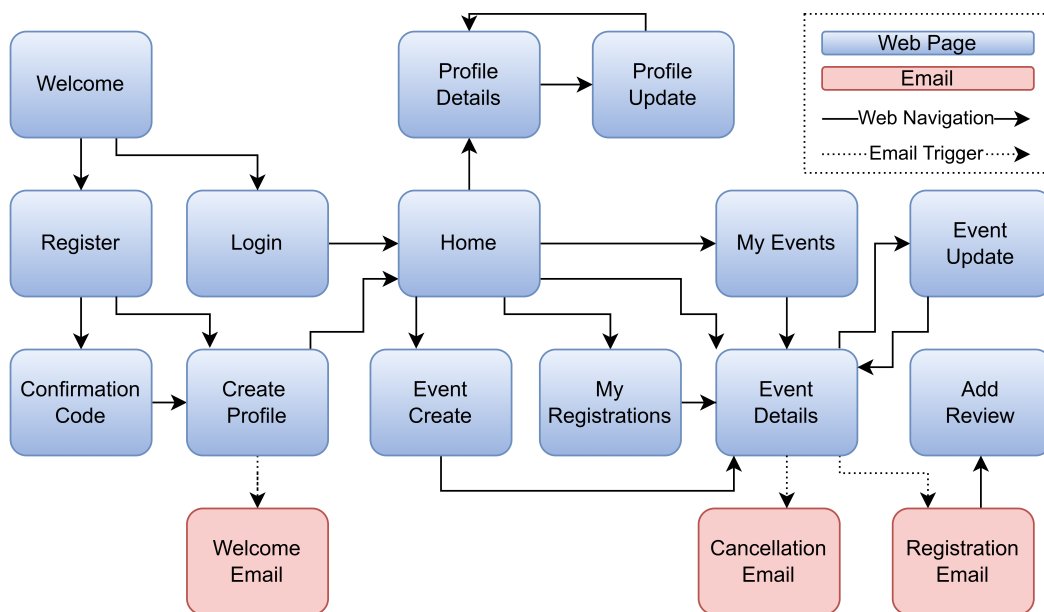 Welcome
Profile
Details
Profile
Update
Web Page
Email
Web Navigation
Email Trigger
Register
Login
Home
My Events
Event
Update
Confirmation
Code
Create
Profile
Event
Create
My
Registrations
Event
Details
Add
Review
Welcome
Email
Cancellation
Email
Registration
Email